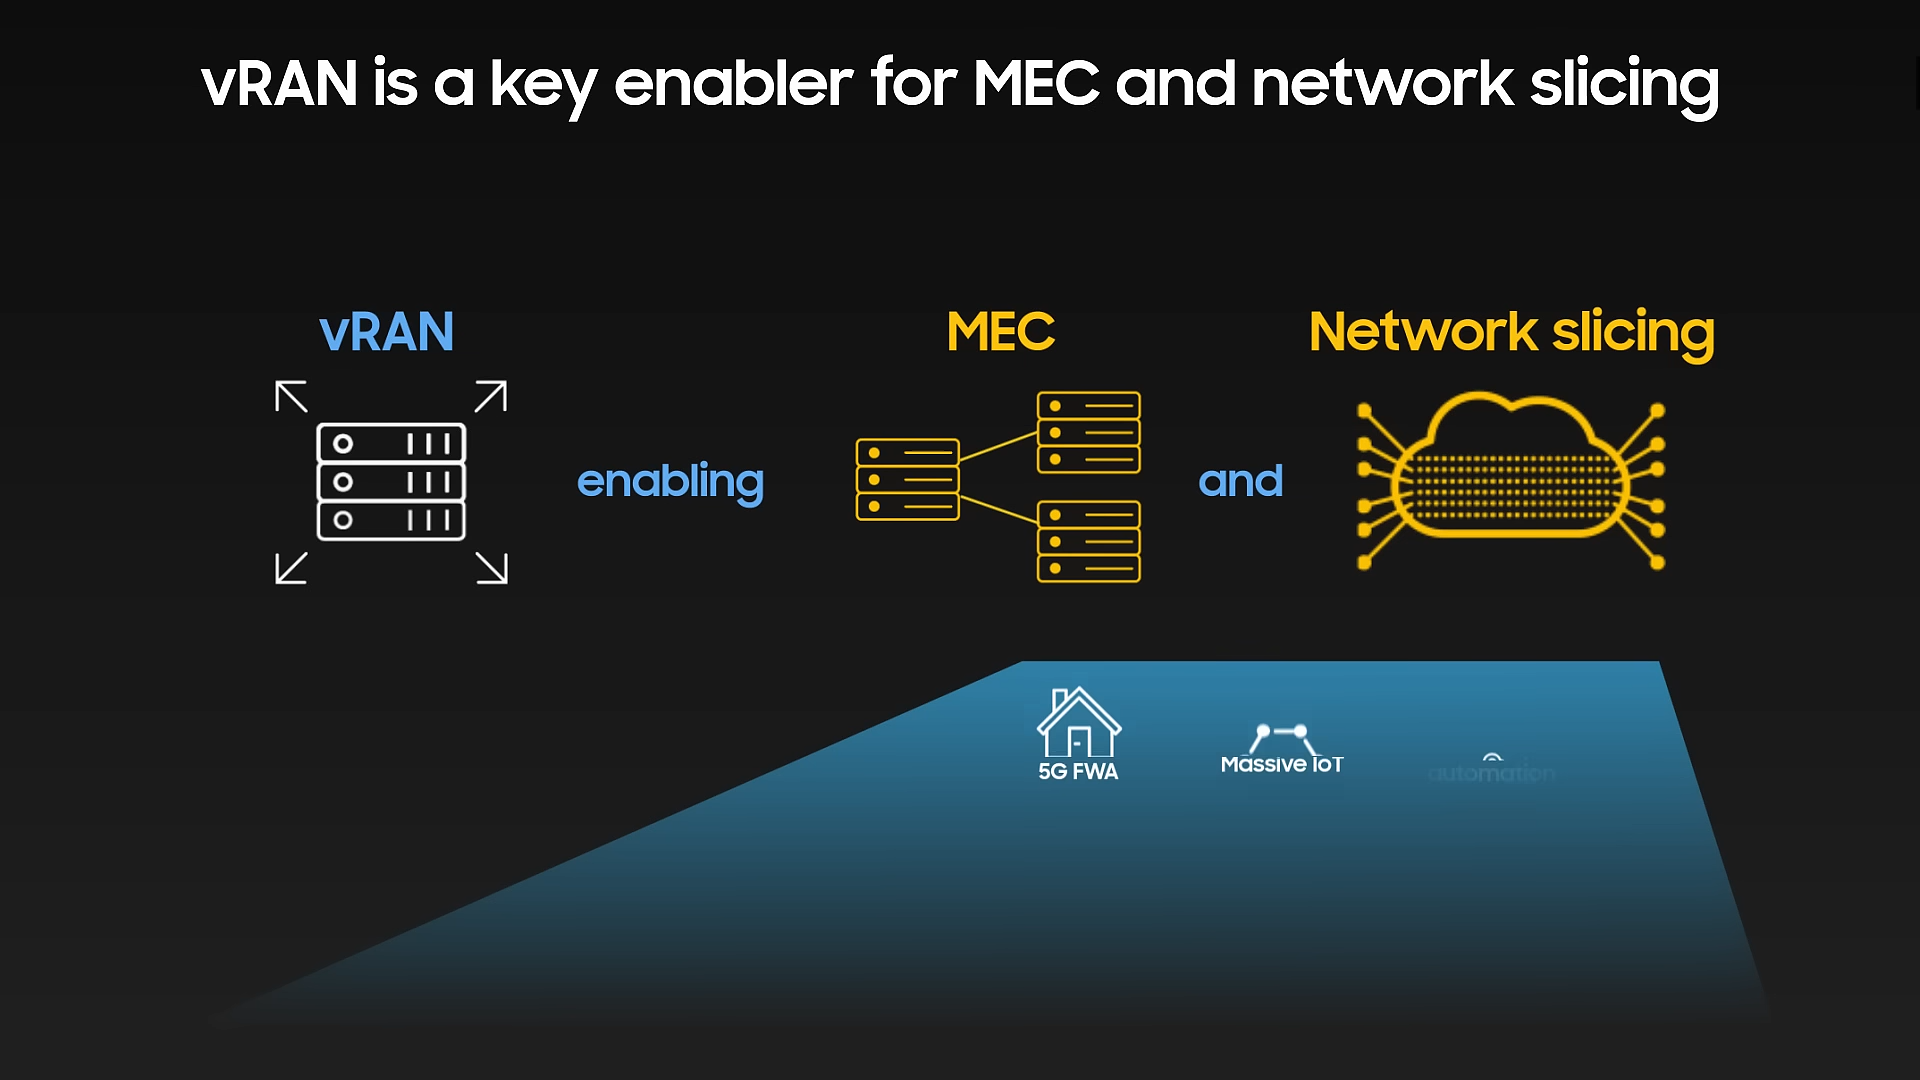 vRAN is a key enabler for MEC and network slicing
vRAN
MEC
Network slicing
enabling
and
5G FWA
Massive IoT
automation